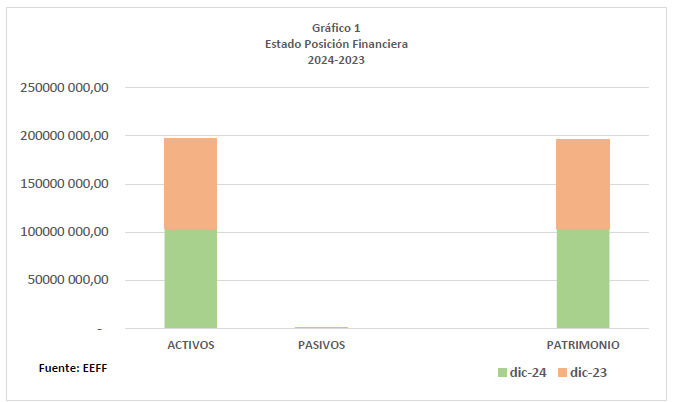 Gráfico 1
Estado Posición Financiera
2024-2023
250000 000,00
200000 000,00
150000 000,00
100000 000,00
50000 000,00
-
ACTIVOS PASIVOS PATRIMONIO
Fuente: EEFF
dic-24 dic-23